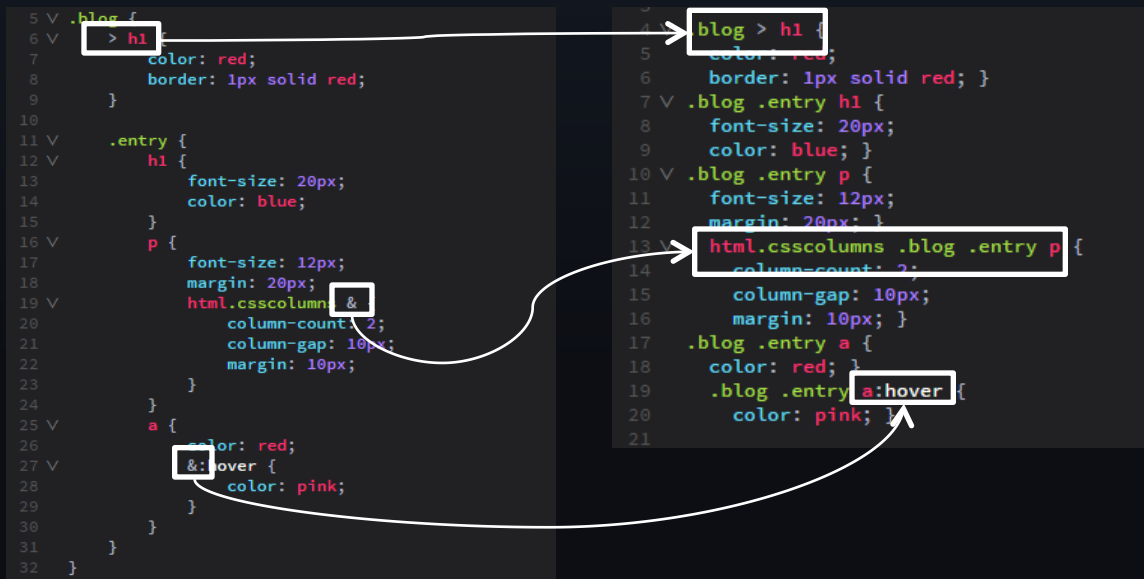 5 .blog {
6 > h1 {
7 color: red;
8 border: 1px solid red;
9 }
10
11 .entry {
12 h1 {
13 font-size: 20px;
14 color: blue;
15 }
16 p {
17 font-size: 12px;
18 margin: 20px;
19 html.csscolumns &
20 column-count: 2;
21 column-gap: 10px;
22 margin: 10px;
23 }
24 }
25 a {
26 color: red;
27 &:hover {
28 color: pink;
29 }
30 }
31 }
32 }
4 .blog > h1 {
5 color: red;
6 border: 1px solid red; }
7 .blog .entry h1 {
8 font-size: 20px;
9 color: blue; }
10 .blog .entry p {
11 font-size: 12px;
12 margin: 20px; }
13 html.csscolumns .blog .entry p {
14 column-count: 2;
15 column-gap: 10px;
16 margin: 10px; }
17 .blog .entry a {
18 color: red; }
19 .blog .entry a:hover {
20 color: pink; }
21